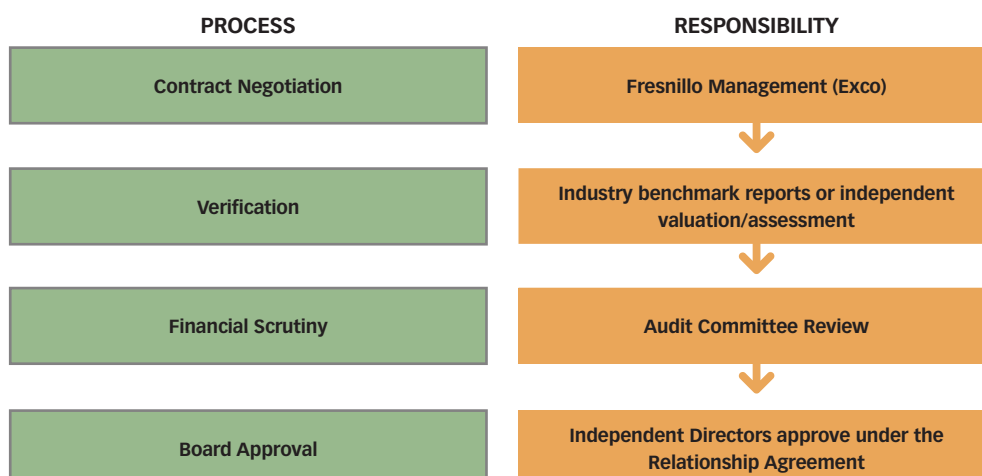 PROCESS
RESPONSIBILITY
Contract Negotiation
Fresnillo Management (Exco)
Verification
Industry benchmark reports or independent
valuation/assessment
Financial Scrutiny
Audit Committee Review
Board Approval
Independent Directors approve under the
Relationship Agreement